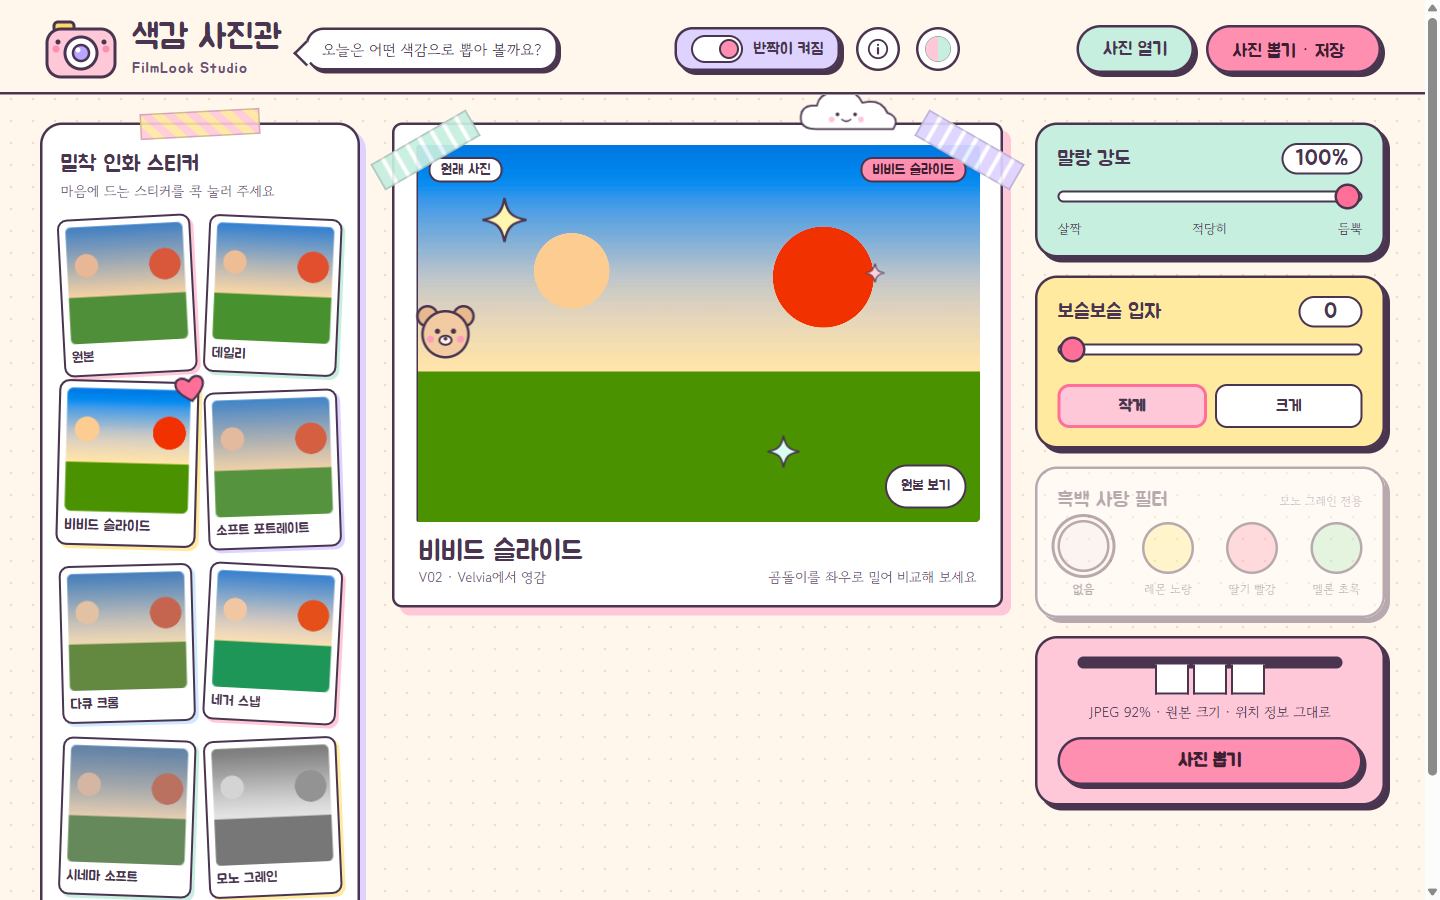 색감 사진관
FilmLook Studio
오늘은 어떤 색감으로 뽑아 볼까요?
반짝이 켜짐
사진 열기
사진 뽑기 · 저장
밀착 인화 스티커
마음에 드는 스티커를 콕 눌러 주세요
원본
데일리
비비드 슬라이드
소프트 포트레이트
다큐 크롬
네거 스냅
시네마 소프트
모노 그레인
원래 사진
비비드 슬라이드
원본 보기
비비드 슬라이드
V02 · Velvia에서 영감
곰돌이를 좌우로 밀어 비교해 보세요
말랑 강도
100%
살짝
적당히
듬뿍
보슬보슬 입자
0
작게
크게
흑백 사탕 필터
모노 그레인 전용
없음
레몬 노랑
딸기 빨강
멜론 초록
JPEG 92% · 원본 크기 · 위치 정보 그대로
사진 뽑기